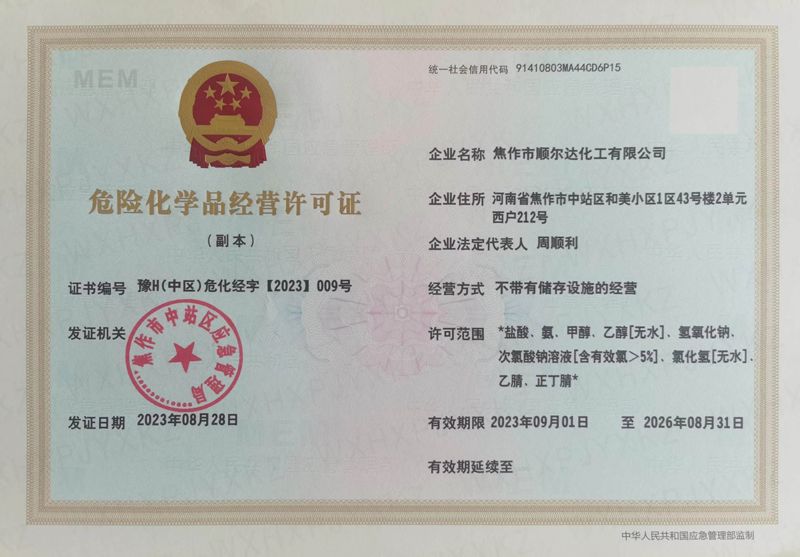 MEM
统一社会信用代码 91410803MA44CD6P15
危险化学品经营许可证
（副本）
证书编号 豫H(中区)危化经字【2023】009号
发证机关
焦作市中站区应急管理局
发证日期 2023年08月28日
企业名称 焦作市顺尔达化工有限公司
企业住所 河南省焦作市中站区和美小区1区43号楼2单元
西户212号
企业法定代表人 周顺利
经营方式 不带有储存设施的经营
许可范围 *盐酸、氨、甲醇、乙醇[无水]、氢氧化钠、
次氯酸钠溶液[含有效氯>5%]、氯化氢[无水]、
乙腈、正丁腈*
有效期限 2023年09月01日 至 2026年08月31日
有效期延续至
中华人民共和国应急管理部监制